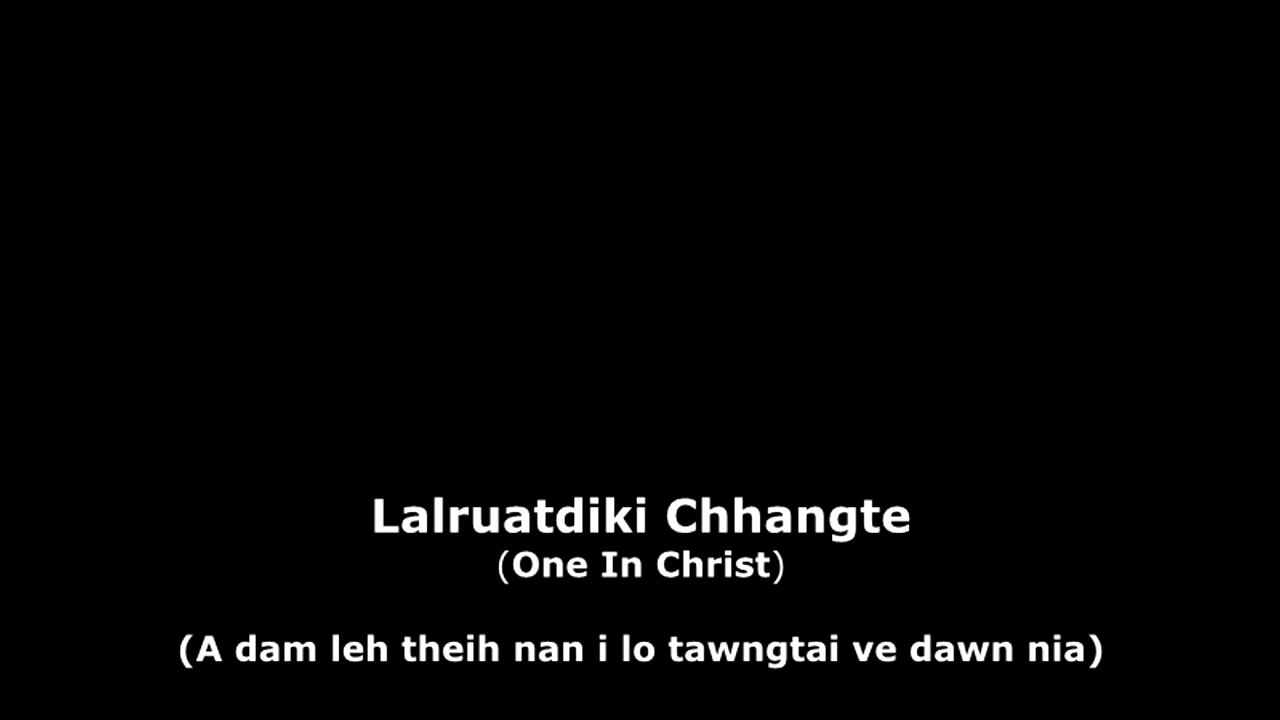 Lalruatdiki Chhangte
(One In Christ)
(A dam leh theih nan i lo tawngtai ve dawn nia)